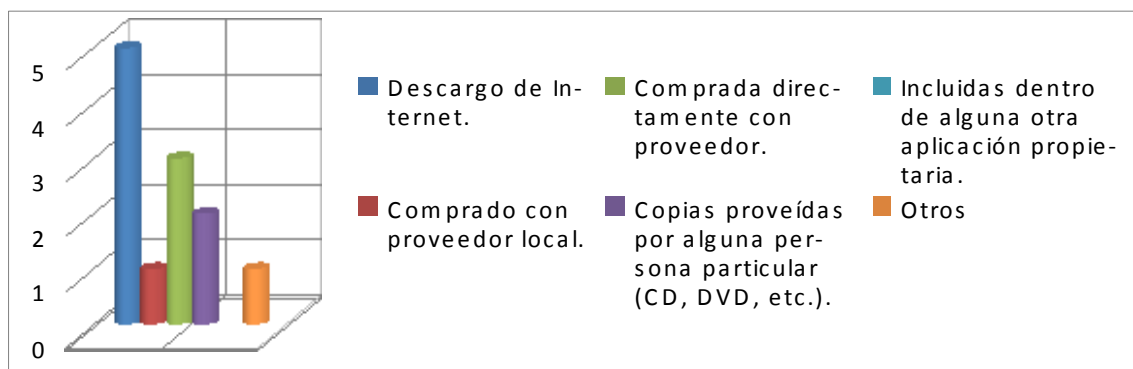 5
4
3
2
1
0
Descargo de In-
ternet.
Comprada direc-
tamente con
proveedor.
Incluidas dentro
de alguna otra
aplicación propie-
taria.
Comprado con
proveedor local.
Copias proveídas
por alguna per-
sona particular
(CD, DVD, etc.).
Otros